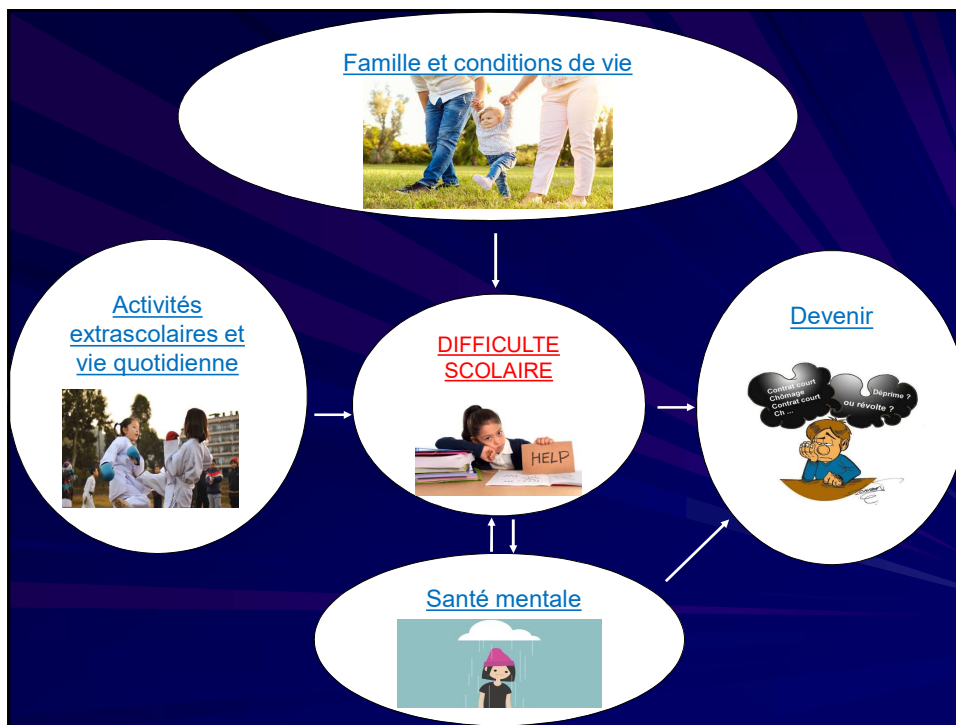 Famille et conditions de vie
Activités
extrascolaires et
vie quotidienne
DIFFICULTE
SCOLAIRE
HELP
Devenir
Contrat court
Chômage
Contrat court
Ch ...
Déprime ?
ou révolte ?
Santé mentale